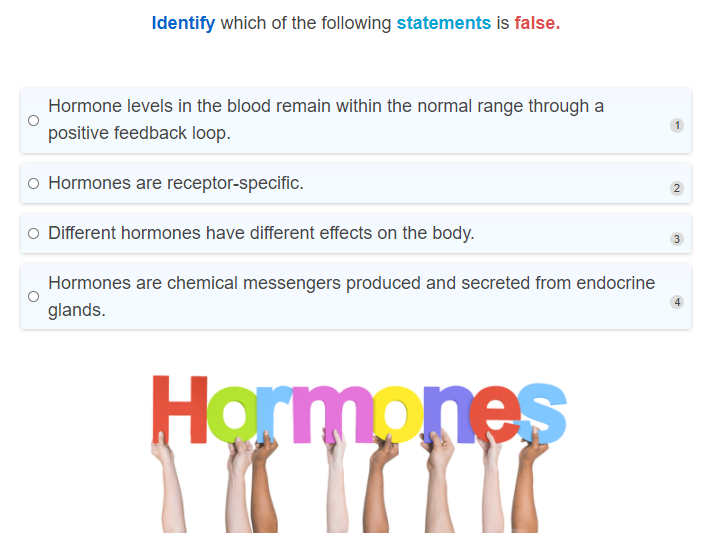 Identify which of the following statements is false.
Hormone levels in the blood remain within the normal range through a
positive feedback loop.
1
Hormones are receptor-specific.
2
Different hormones have different effects on the body.
3
Hormones are chemical messengers produced and secreted from endocrine
glands.
4
Hormones